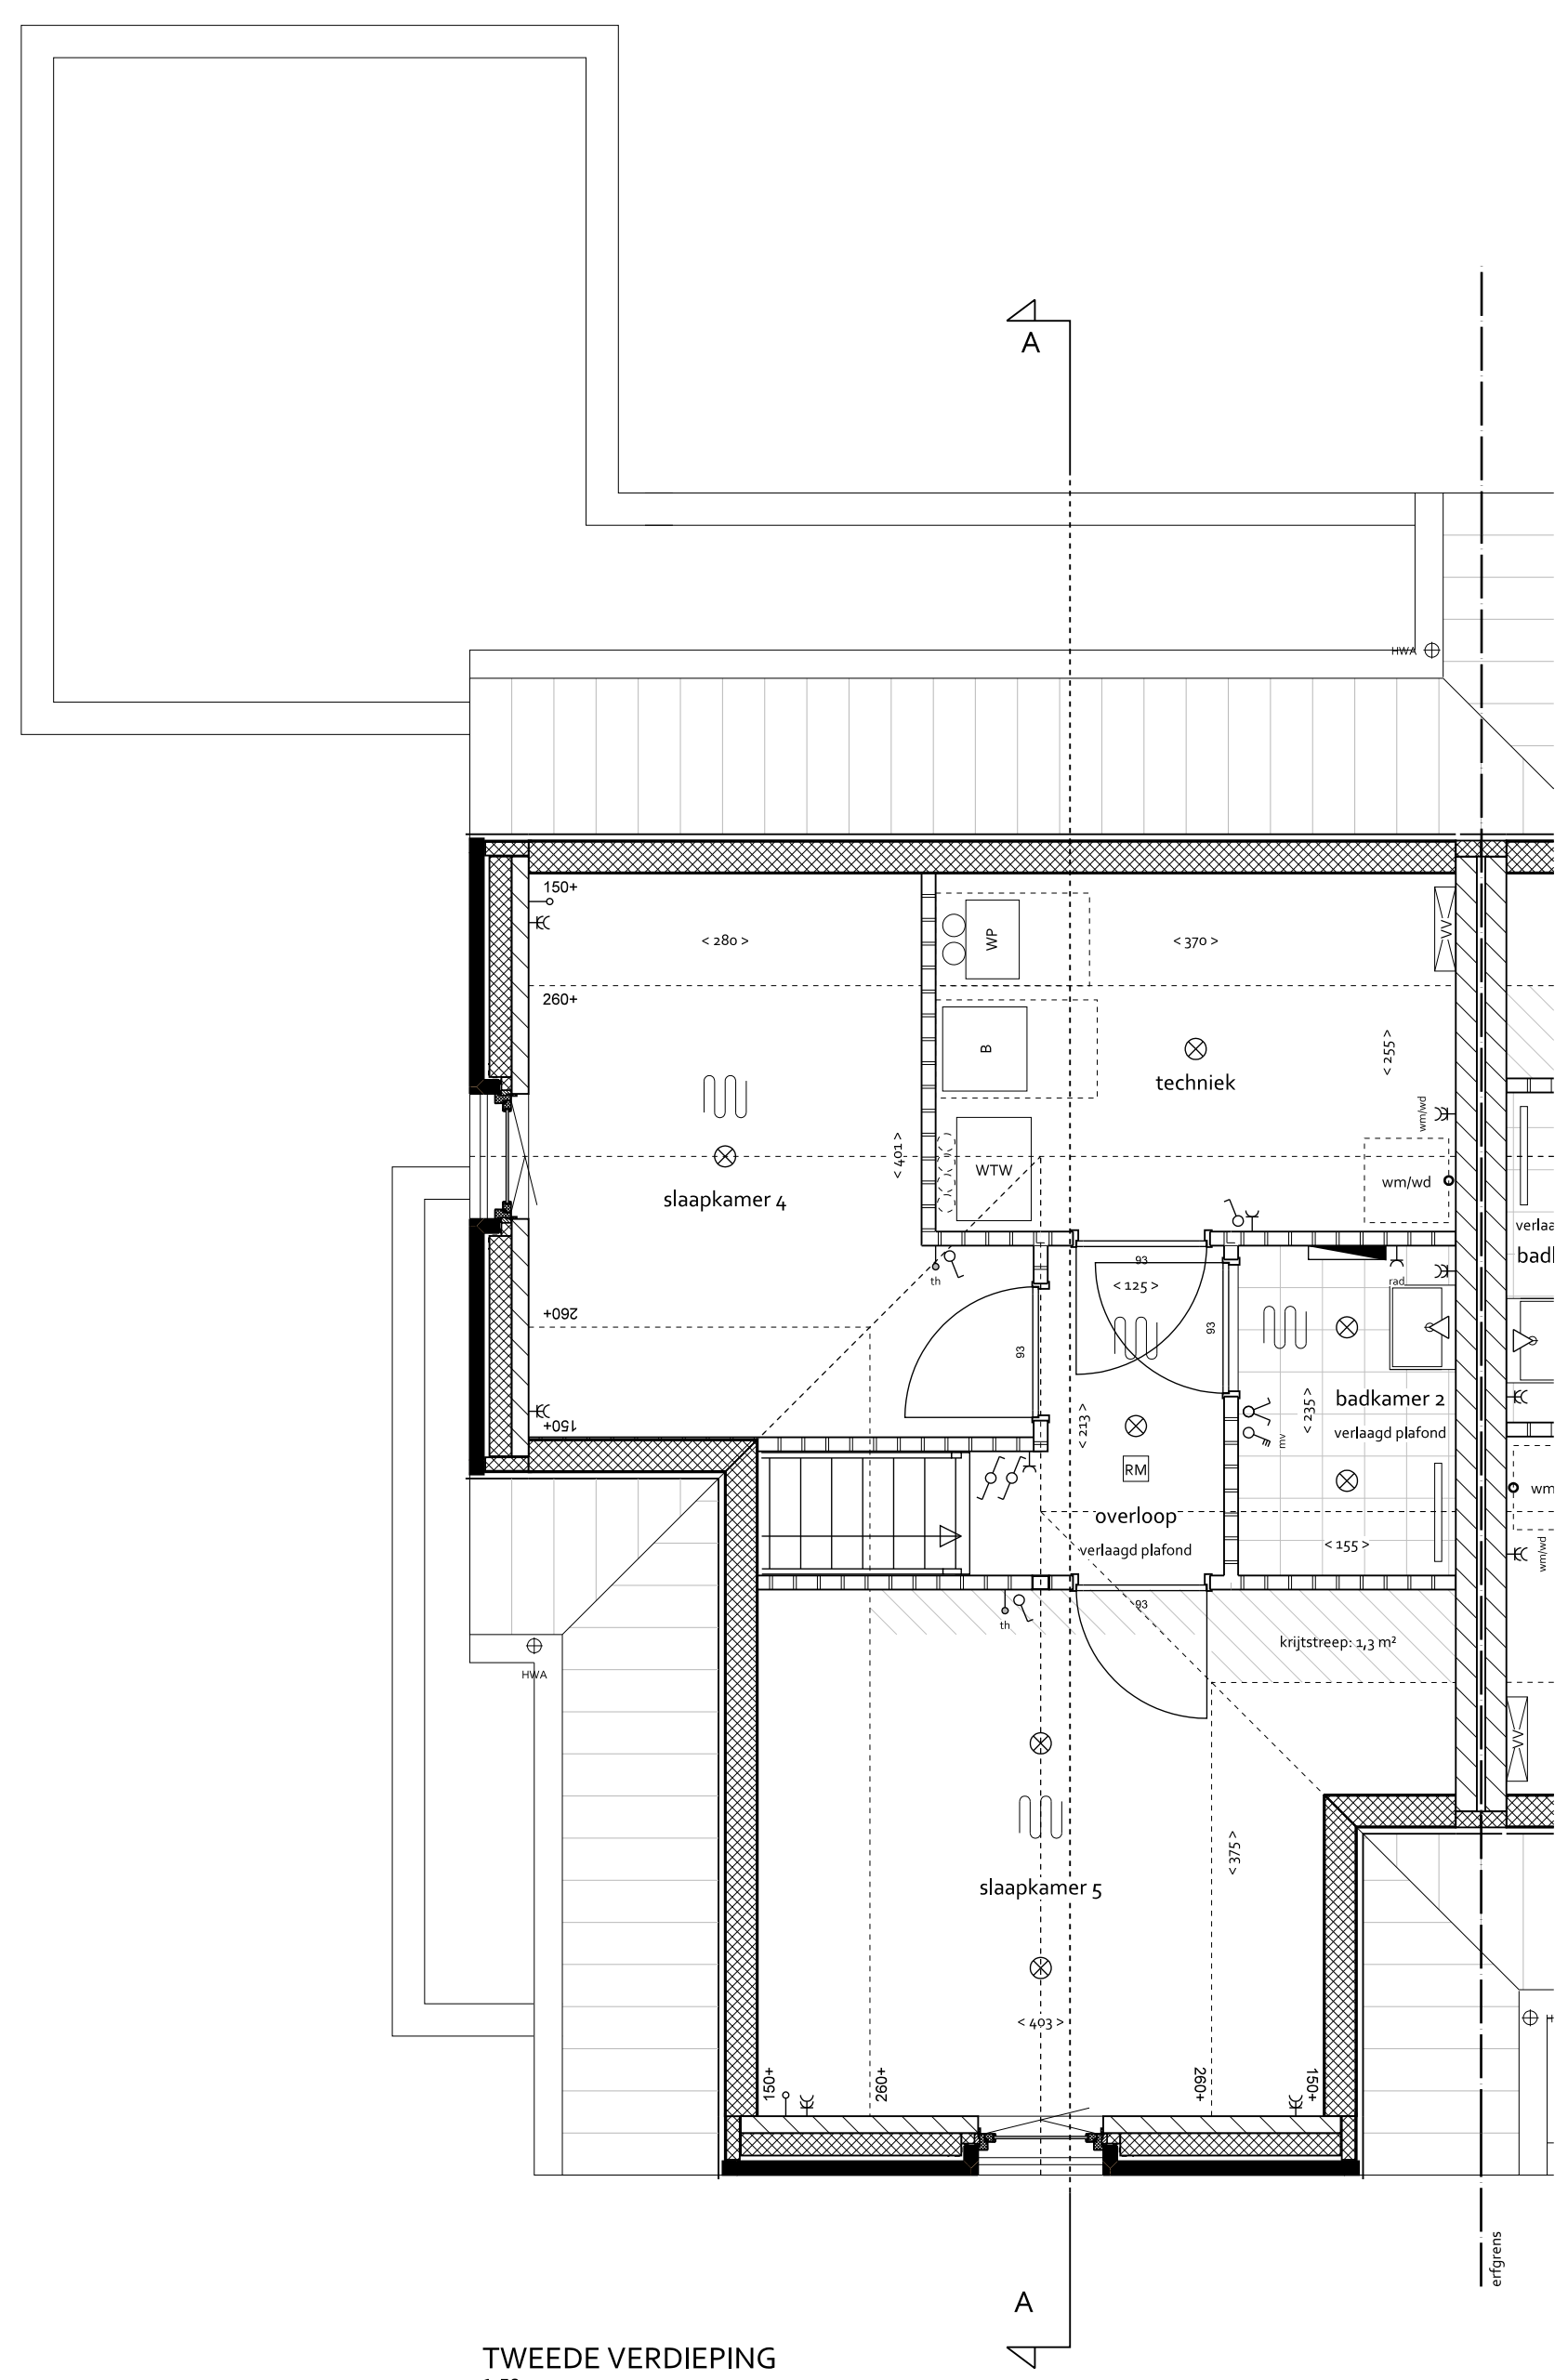 A
HWA
150+
< 280 >
WP
< 370 >
VV
260+
B
< 255 >
techniek
wm/wd
< 401 >
WTW
wm/wd
slaapkamer 4
verlaa
badl
th
93
< 125 >
rad
260+
93
93
150+
< 213 >
< 235 >
badkamer 2
mv
verlaagd plafond
RM
wm
overloop
verlaagd plafond
< 155 >
wm/wd
93
th
krijtstreep: 1,3 m²
HWA
VV
< 375 >
slaapkamer 5
< 403 >
150+
260+
260+
150+
erfgrens
A
TWEEDE VERDIEPING